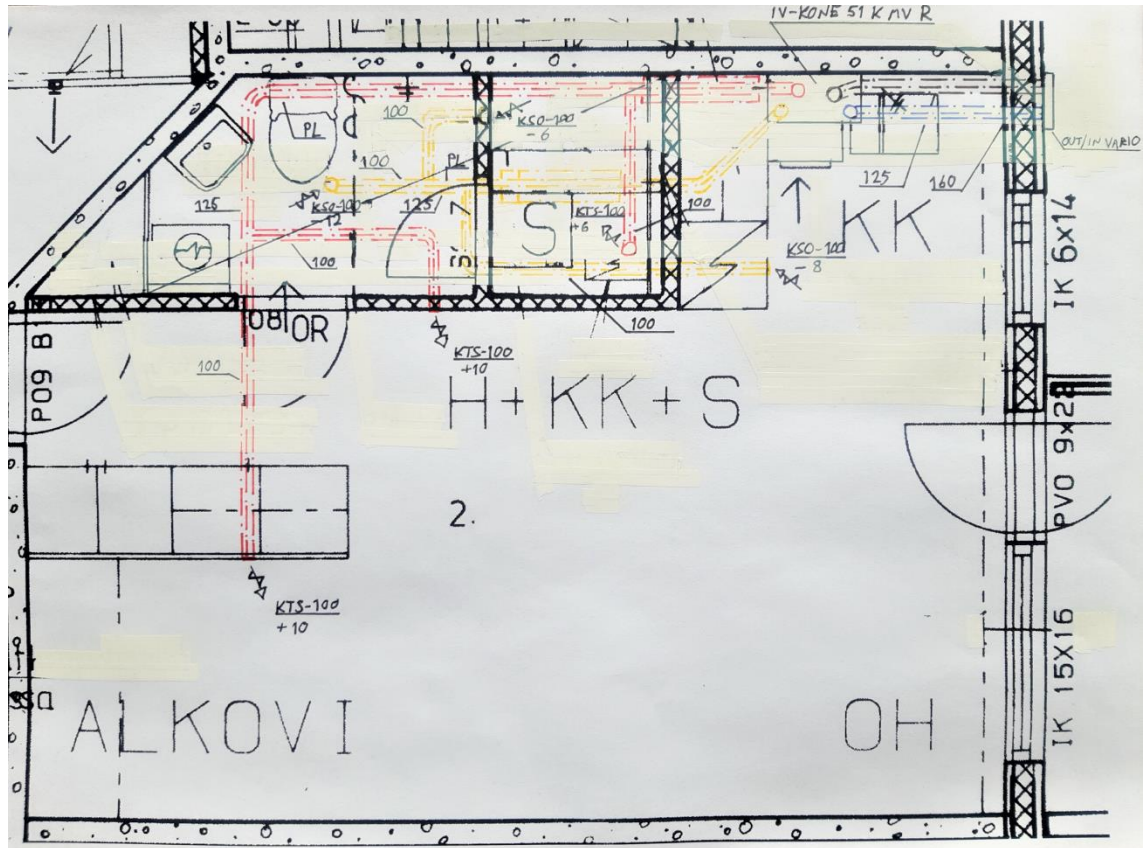 IV-KONE 51 K MV R
OUT/IN VARIO
PL
100
KSO-100
-6
100
PL
125
KSO-100
125
S
KTS-100
+6
100
125
160
KK
KSO-100
-8
100
100
IK 6x14
08
OR
KTS-100
+10
P09 B
100
H+KK+S
PVO 9x22
2.
KTS-100
+10
IK 15X16
ALKOVI
OH